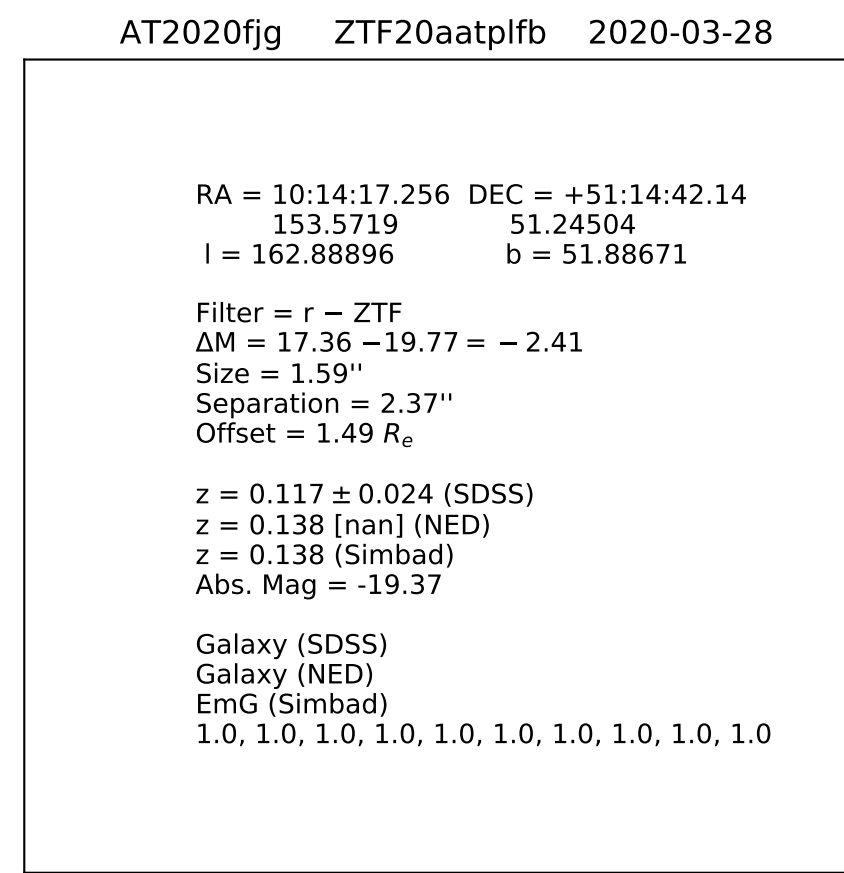 AT2020fjg ZTF20aatplfb 2020-03-28
RA = 10:14:17.256 DEC = +51:14:42.14
153.5719 51.24504
l = 162.88896 b = 51.88671
Filter = r − ZTF
ΔM = 17.36 −19.77 = − 2.41
Size = 1.59''
Separation = 2.37''
Offset = 1.49 Rₑ
z = 0.117 ± 0.024 (SDSS)
z = 0.138 [nan] (NED)
z = 0.138 (Simbad)
Abs. Mag = -19.37
Galaxy (SDSS)
Galaxy (NED)
EmG (Simbad)
1.0, 1.0, 1.0, 1.0, 1.0, 1.0, 1.0, 1.0, 1.0, 1.0